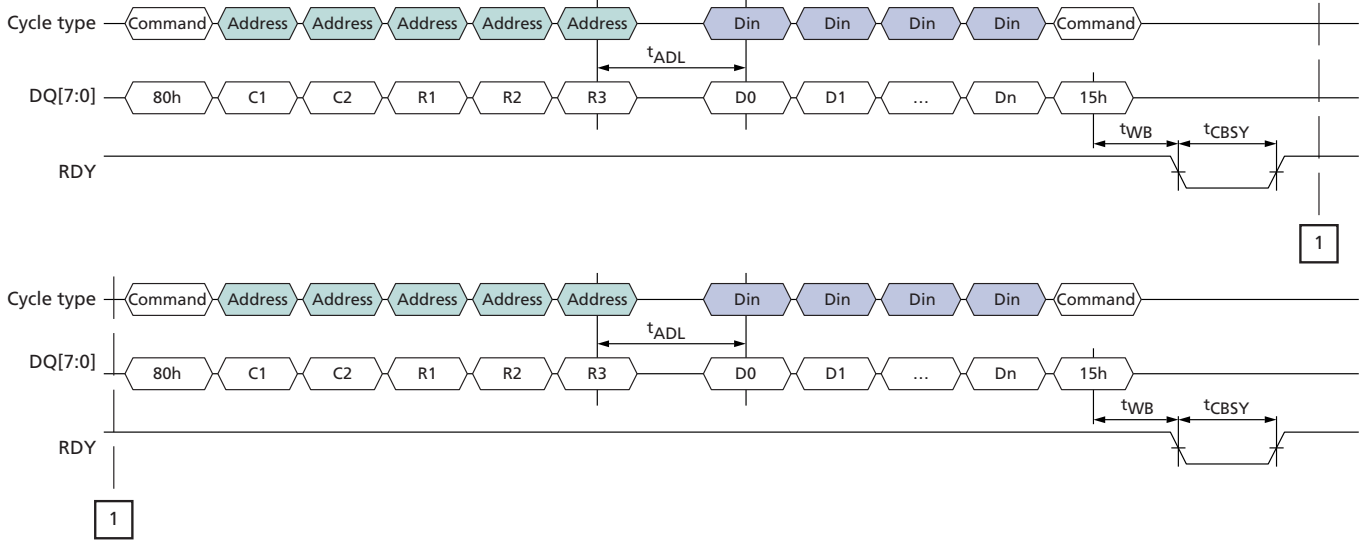 Cycle type Command Address Address Address Address Address Din Din Din Din Command
tADL
DQ[7:0] 80h C1 C2 R1 R2 R3 D0 D1 … Dn 15h
tWB tCBSY
RDY
1
Cycle type Command Address Address Address Address Address Din Din Din Din Command
tADL
DQ[7:0] 80h C1 C2 R1 R2 R3 D0 D1 … Dn 15h
tWB tCBSY
RDY
1